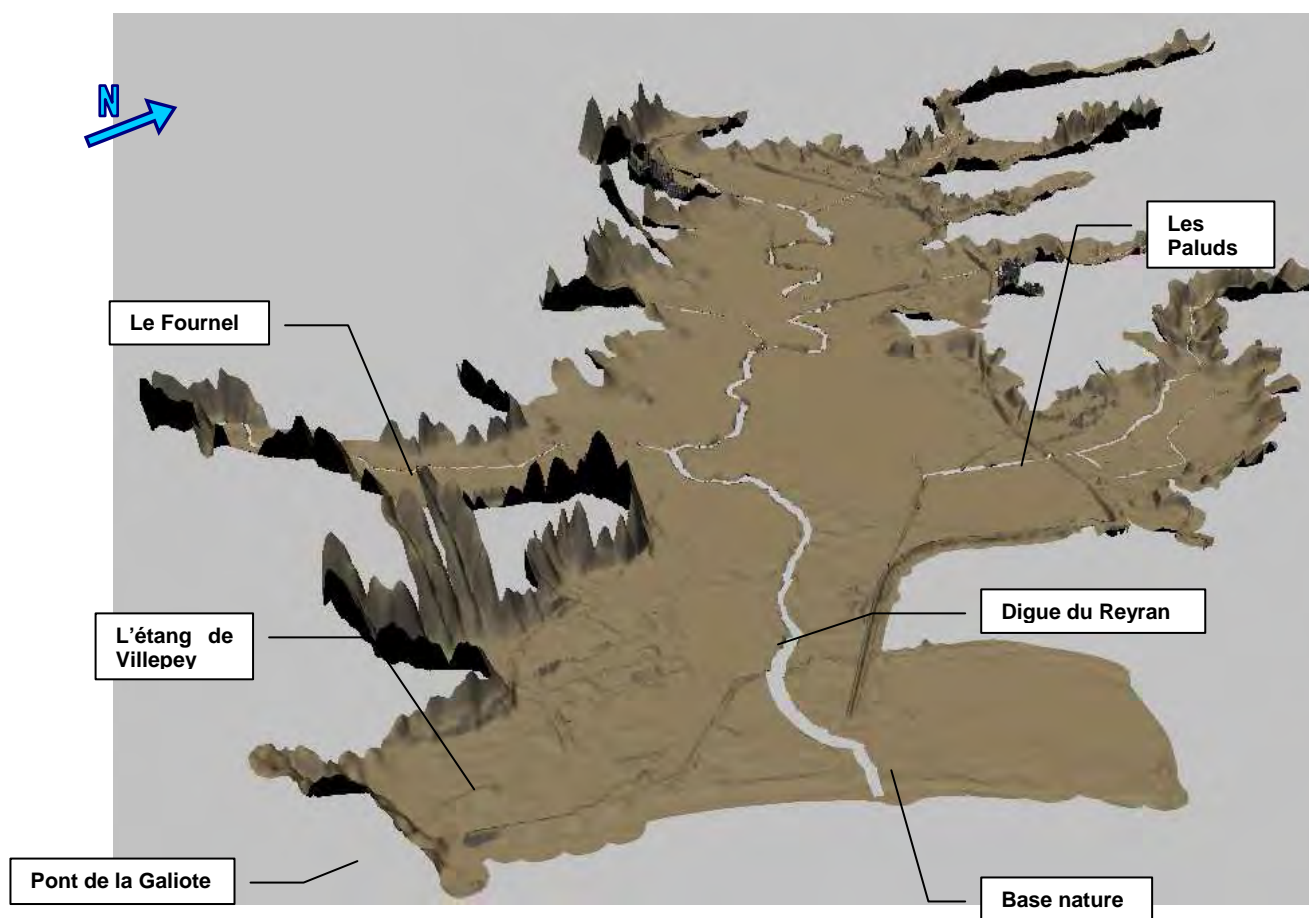 N
Les
Paluds
Le Fournel
L'étang de
Villepey
Digue du Reyran
Pont de la Galiote
Base nature